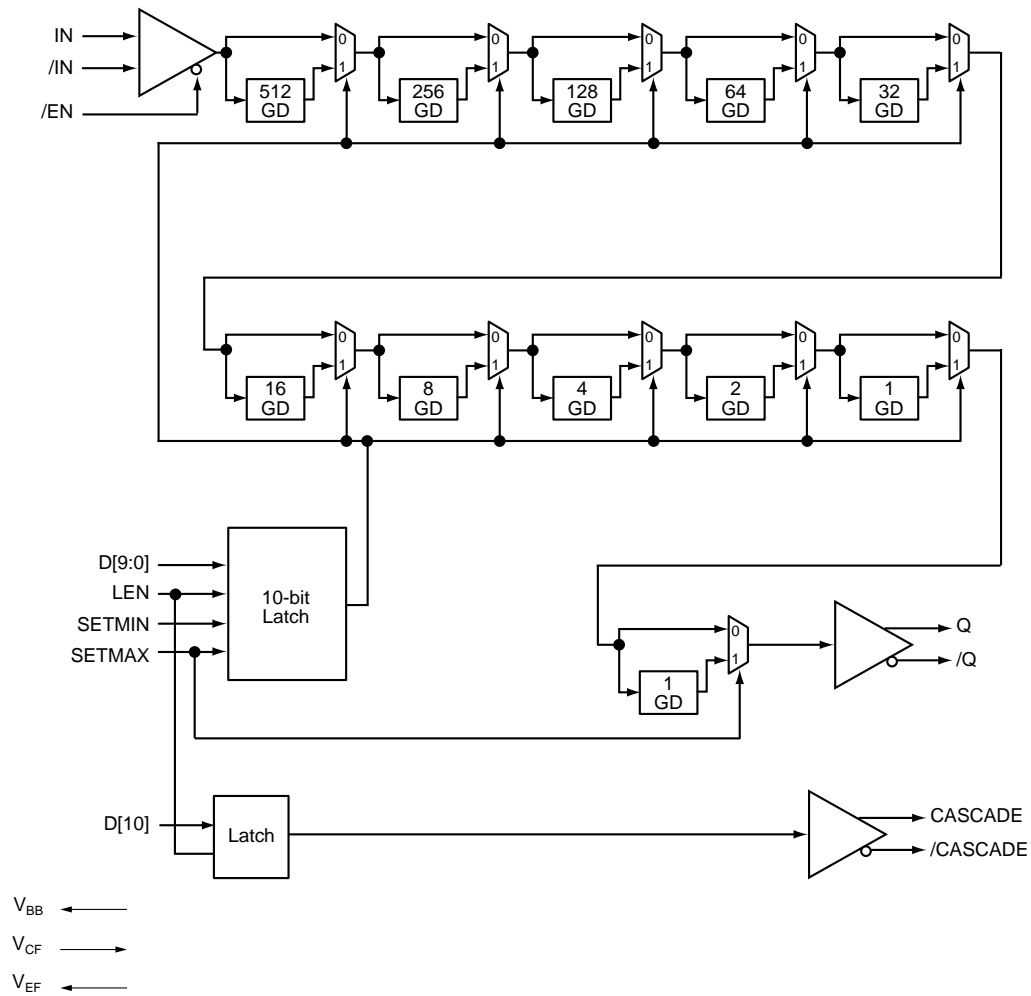 IN
/IN
/EN
0
1
512
GD
0
1
256
GD
0
1
128
GD
0
1
64
GD
0
1
32
GD
0
1
16
GD
0
1
8
GD
0
1
4
GD
0
1
2
GD
0
1
1
GD
D[9:0]
LEN
SETMIN
SETMAX
10-bit
Latch
0
1
1
GD
Q
/Q
D[10]
Latch
CASCADE
/CASCADE
VBB
VCF
VEF